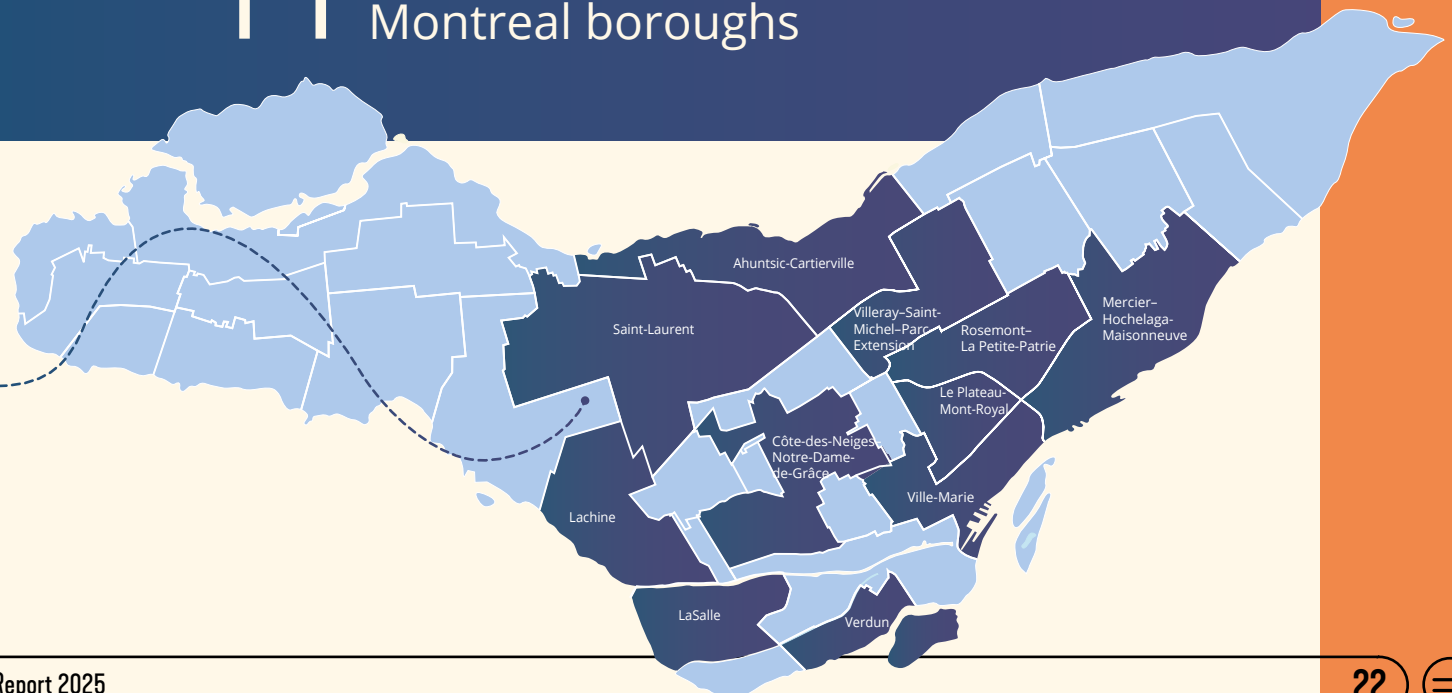 Montreal boroughs
Ahuntsic-Cartierville
Saint-Laurent
Villeray–Saint-
Michel–Parc
Extension
Rosemont–
La Petite-Patrie
Mercier–
Hochelaga-
Maisonneuve
Le Plateau-
Mont-Royal
Côte-des-Neiges-
Notre-Dame-
de-Grâce
Ville-Marie
Lachine
LaSalle
Verdun
Report 2025
22